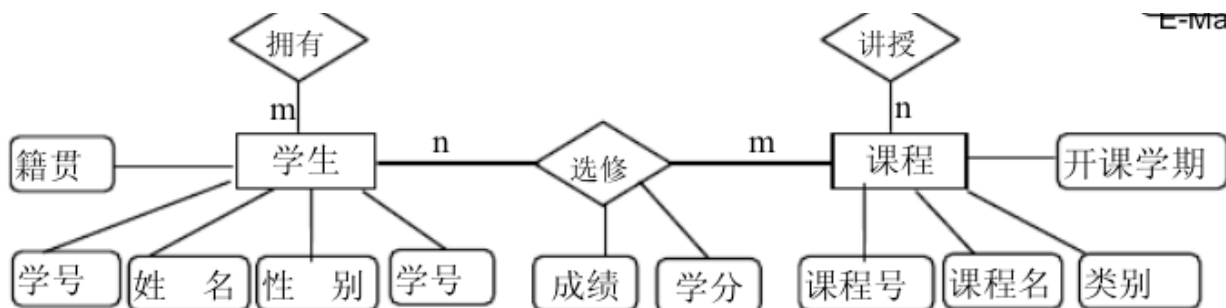 E-Ma
拥有
讲授
m
n
籍贯
学生
n
选修
m
课程
开课学期
学号
姓 名
性 别
学号
成绩
学分
课程号
课程名
类别